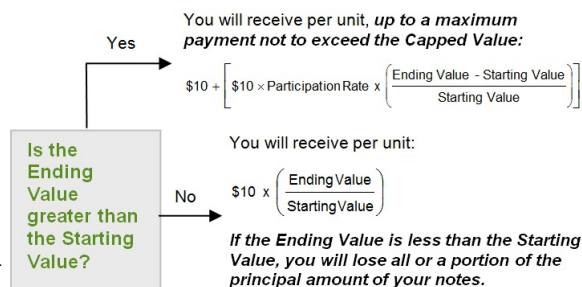 You will receive per unit, up to a maximum
payment not to exceed the Capped Value:
Yes
$10 + [ $10 × Participation Rate x ( Ending Value - Starting Value / Starting Value ) ]
Is the
Ending
Value
greater than
the Starting
Value?
No
You will receive per unit:
$10 x ( Ending Value / Starting Value )
If the Ending Value is less than the Starting
Value, you will lose all or a portion of the
principal amount of your notes.